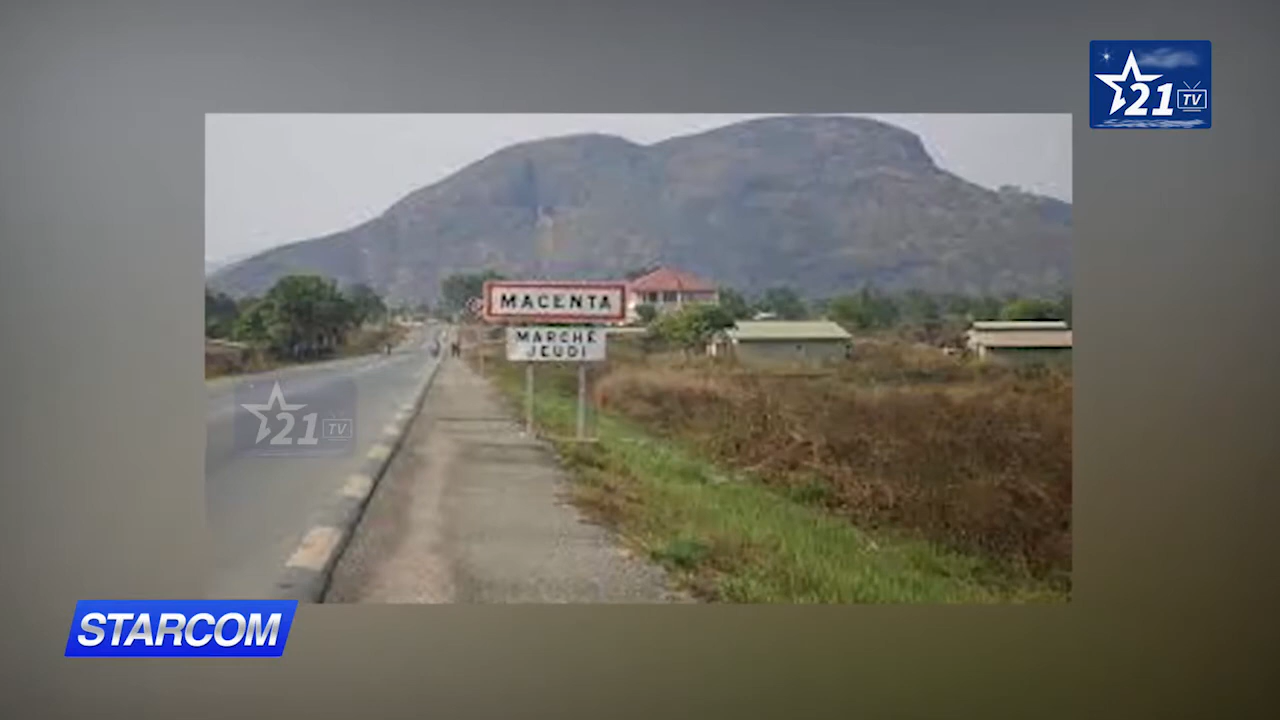 21 TV
MACENTA
MARCHÉ
JEUDI
21 TV
STARCOM